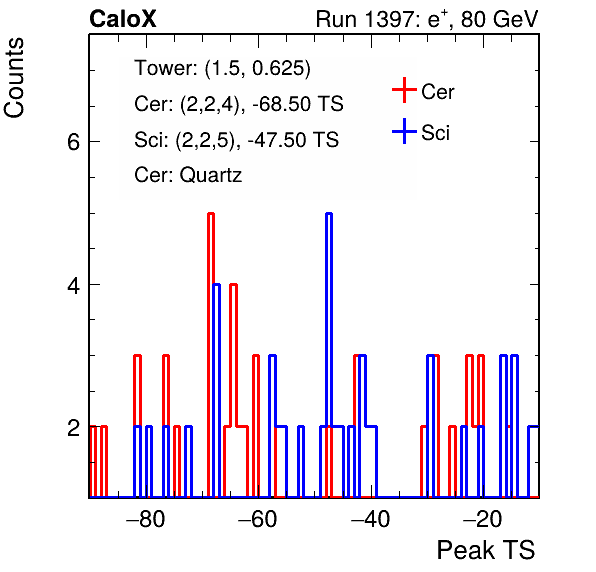 CaloX
Run 1397: e⁺, 80 GeV
Counts
Tower: (1.5, 0.625)
Cer: (2,2,4), -68.50 TS
Sci: (2,2,5), -47.50 TS
Cer: Quartz
Cer
Sci
6
4
2
−80 −60 −40 −20
Peak TS